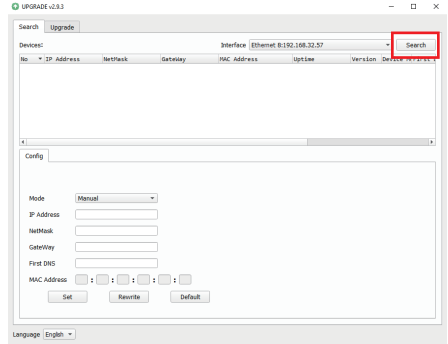 UPGRADE v2.9.3
Search Upgrade
Devices: Interface Ethernet 8:192.168.32.57 Search
No IP Address NetMask GateWay MAC Address Uptime Version
Config
Mode Manual
IP Address
NetMask
GateWay
First DNS
MAC Address : : : : :
Set Rewrite Default
Language English